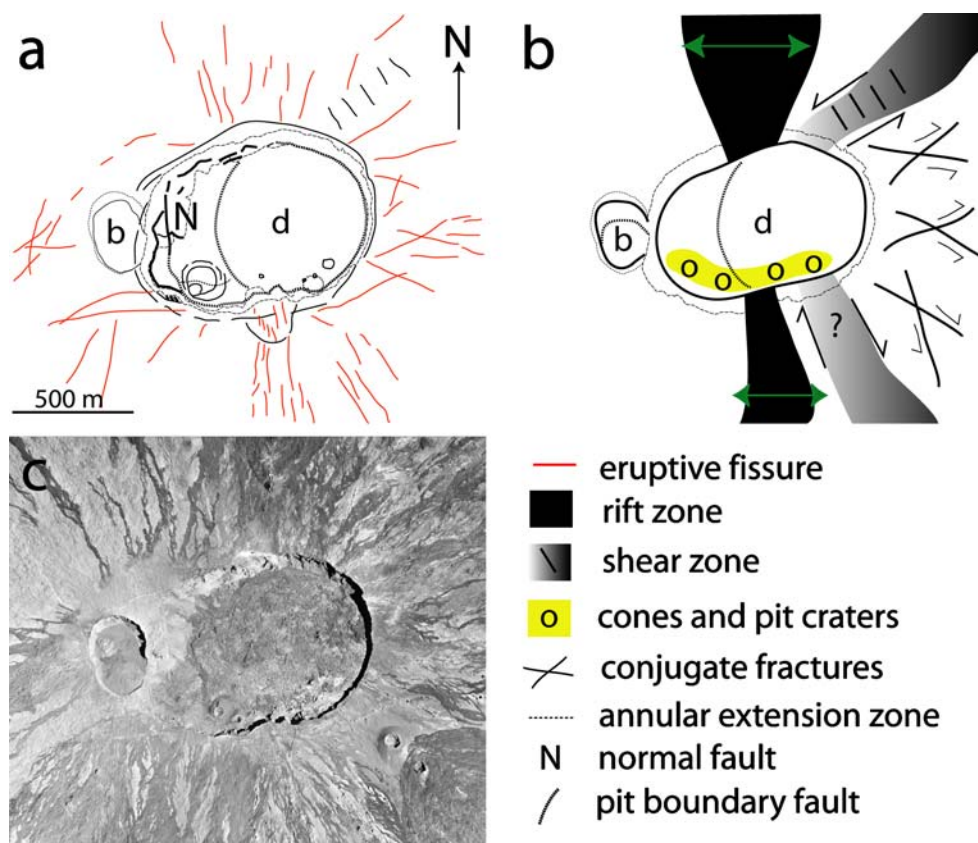 a
N
b
N
d
500 m
b
b
d
o o o o
?
c
eruptive fissure
rift zone
shear zone
o cones and pit craters
conjugate fractures
annular extension zone
N normal fault
pit boundary fault